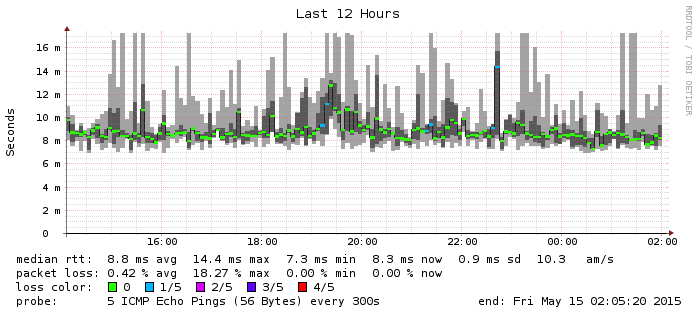 Last 12 Hours
RRDTOOL / TOBI OETIKER
Seconds
16 m
14 m
12 m
10 m
8 m
6 m
4 m
2 m
0
16:00 18:00 20:00 22:00 00:00 02:00
median rtt: 8.8 ms avg 14.4 ms max 7.3 ms min 8.3 ms now 0.9 ms sd 10.3 am/s
packet loss: 0.42 % avg 18.27 % max 0.00 % min 0.00 % now
loss color: 0 1/5 2/5 3/5 4/5
probe: 5 ICMP Echo Pings (56 Bytes) every 300s end: Fri May 15 02:05:20 2015